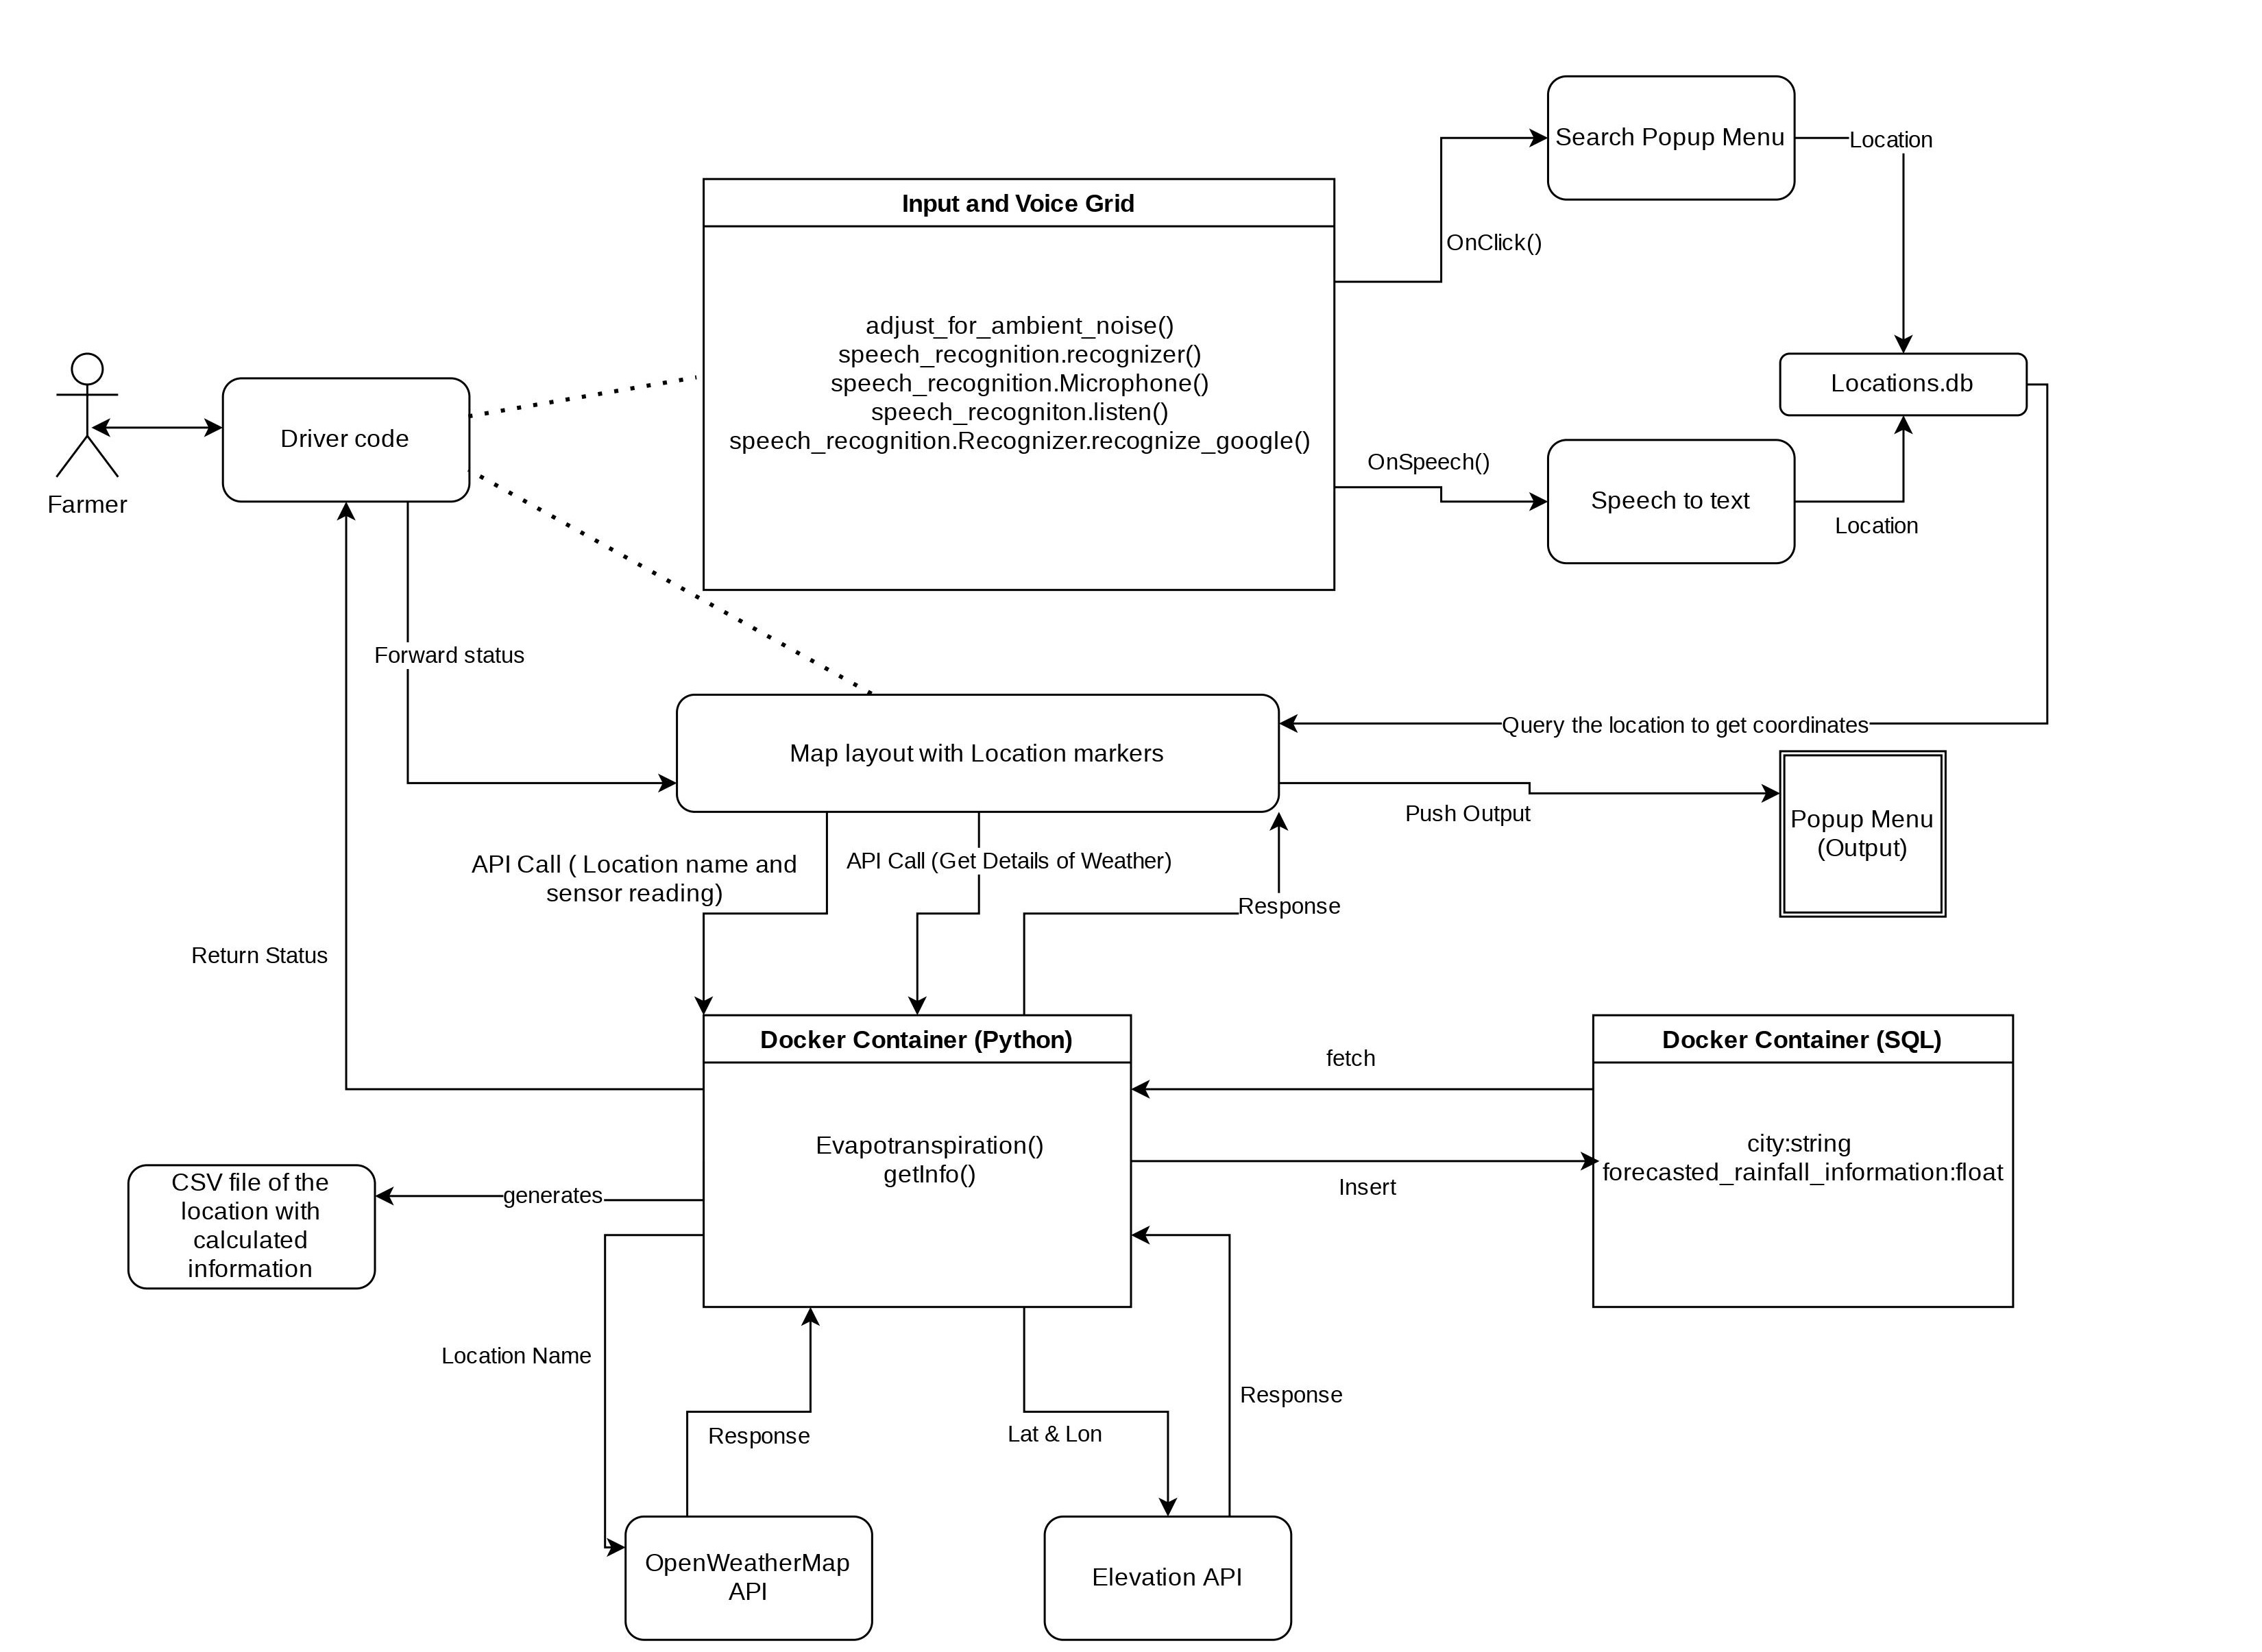 Search Popup Menu
Location
Input and Voice Grid
OnClick()
adjust_for_ambient_noise()
speech_recognition.recognizer()
speech_recognition.Microphone()
speech_recogniton.listen()
speech_recognition.Recognizer.recognize_google()
Locations.db
Driver code
Farmer
OnSpeech()
Speech to text
Location
Forward status
Query the location to get coordinates
Map layout with Location markers
Push Output
Popup Menu
(Output)
API Call ( Location name and
sensor reading)
API Call (Get Details of Weather)
Response
Return Status
Docker Container (Python)
Docker Container (SQL)
fetch
Evapotranspiration()
getInfo()
city:string
forecasted_rainfall_information:float
Insert
CSV file of the
location with
calculated
information
generates
Location Name
Response
Lat & Lon
Response
OpenWeatherMap
API
Elevation API